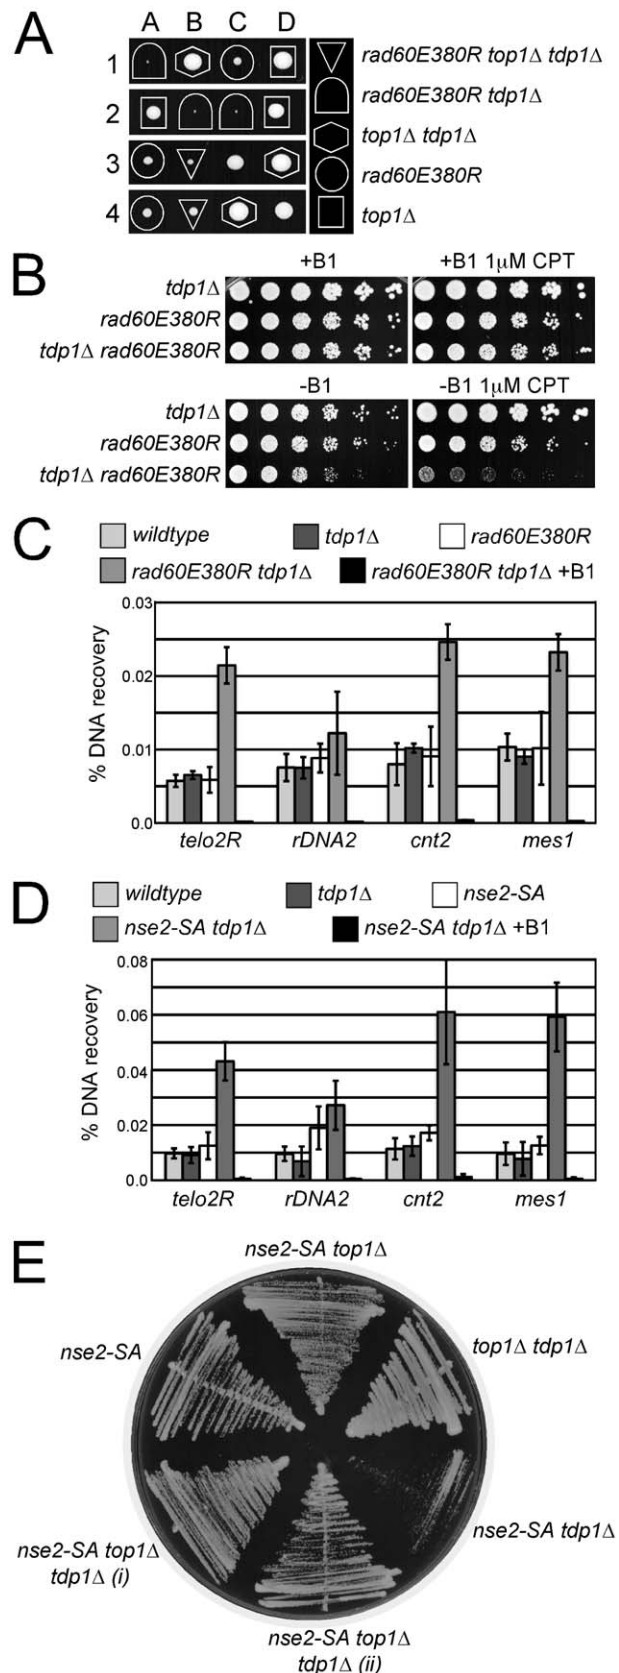 A
A B C D
1
2
3
4
rad60E380R top1Δ tdp1Δ
rad60E380R tdp1Δ
top1Δ tdp1Δ
rad60E380R
top1Δ
B
+B1 +B1 1μM CPT
tdp1Δ
rad60E380R
tdp1Δ rad60E380R
-B1 -B1 1μM CPT
tdp1Δ
rad60E380R
tdp1Δ rad60E380R
C
wildtype tdp1Δ rad60E380R
rad60E380R tdp1Δ rad60E380R tdp1Δ +B1
% DNA recovery
0.03
0.02
0.01
0.0
telo2R rDNA2 cnt2 mes1
D
wildtype tdp1Δ nse2-SA
nse2-SA tdp1Δ nse2-SA tdp1Δ +B1
% DNA recovery
0.08
0.06
0.04
0.02
0.0
telo2R rDNA2 cnt2 mes1
E
nse2-SA top1Δ
nse2-SA
top1Δ tdp1Δ
nse2-SA tdp1Δ
nse2-SA top1Δ
tdp1Δ (i)
nse2-SA top1Δ
tdp1Δ (ii)